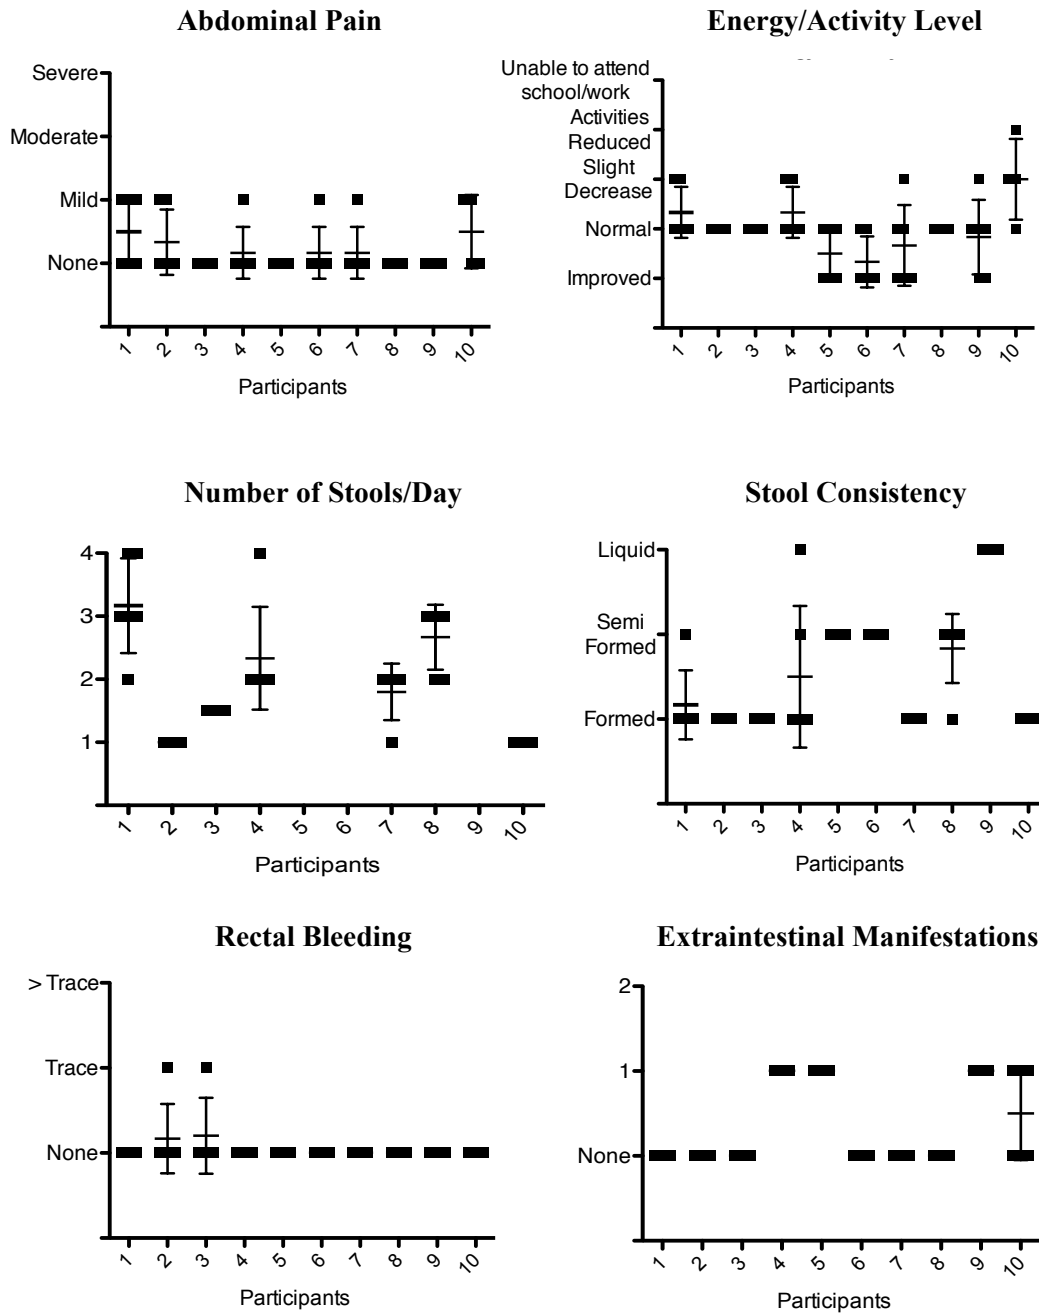 Abdominal Pain
Severe
Moderate
Mild
None
1 2 3 4 5 6 7 8 9 10
Participants
Energy/Activity Level
Unable to attend
school/work
Activities
Reduced
Slight
Decrease
Normal
Improved
1 2 3 4 5 6 7 8 9 10
Participants
Number of Stools/Day
4
3
2
1
1 2 3 4 5 6 7 8 9 10
Participants
Stool Consistency
Liquid
Semi
Formed
Formed
1 2 3 4 5 6 7 8 9 10
Participants
Rectal Bleeding
> Trace
Trace
None
1 2 3 4 5 6 7 8 9 10
Participants
Extraintestinal Manifestations
2
1
None
1 2 3 4 5 6 7 8 9 10
Participants